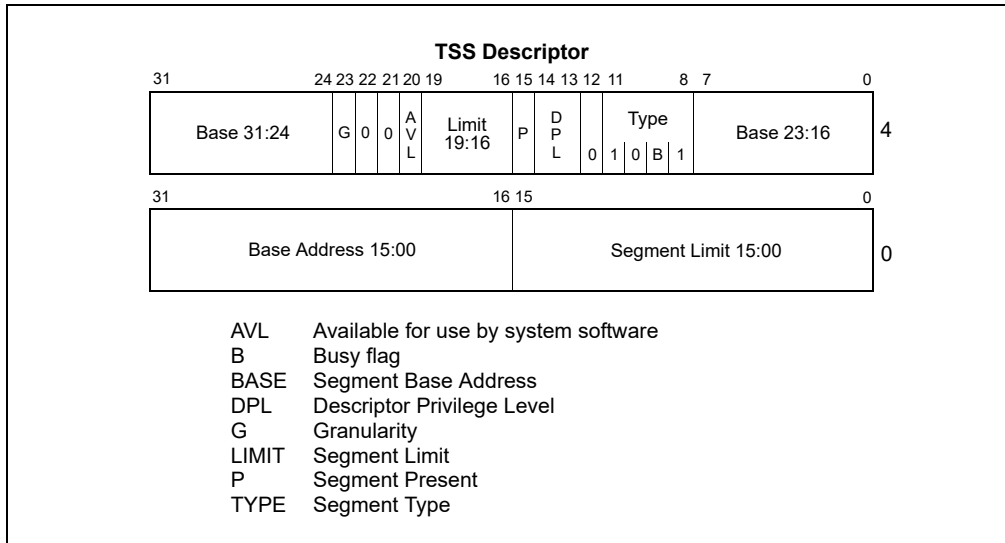 TSS Descriptor
31 24 23 22 21 20 19 16 15 14 13 12 11 8 7 0
Base 31:24 G 0 0 AVL Limit 19:16 P DPL 0 Type 1 0 B 1 Base 23:16 4
31 16 15 0
Base Address 15:00 Segment Limit 15:00 0
AVL Available for use by system software
B Busy flag
BASE Segment Base Address
DPL Descriptor Privilege Level
G Granularity
LIMIT Segment Limit
P Segment Present
TYPE Segment Type